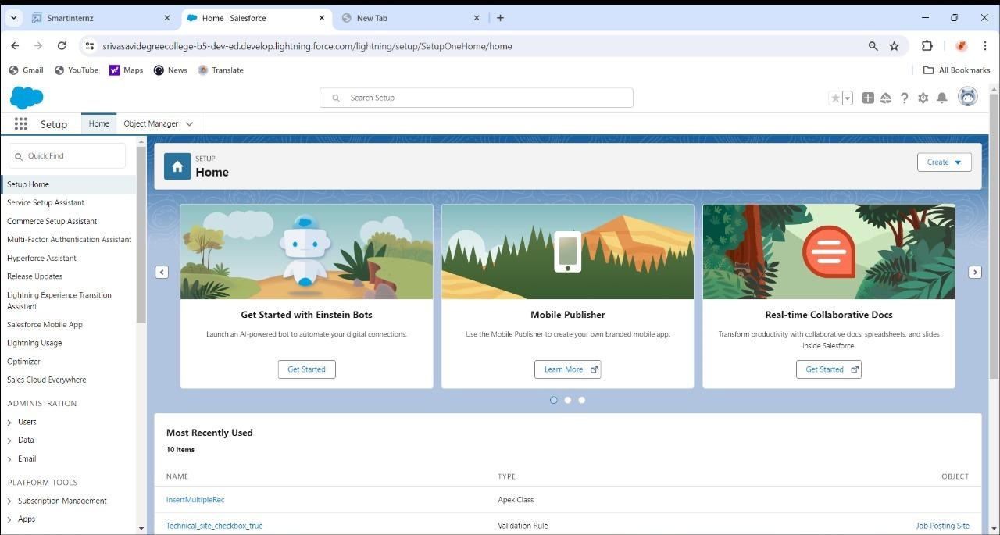 Smartinternz
Home | Salesforce
New Tab
srivasavidegreecollege-b5-dev-ed.develop.lightning.force.com/lightning/setup/SetupOneHome/home
Gmail YouTube Maps News Translate All Bookmarks
Search Setup
Setup Home Object Manager
Quick Find
Setup Home
Service Setup Assistant
Commerce Setup Assistant
Multi-Factor Authentication Assistant
Hyperforce Assistant
Release Updates
Lightning Experience Transition
Assistant
Salesforce Mobile App
Lightning Usage
Optimizer
Sales Cloud Everywhere
ADMINISTRATION
Users
Data
Email
PLATFORM TOOLS
Subscription Management
Apps
SETUP
Home
Create
Get Started with Einstein Bots
Launch an AI-powered bot to automate your digital connections.
Get Started
Mobile Publisher
Use the Mobile Publisher to create your own branded mobile app.
Learn More
Real-time Collaborative Docs
Transform productivity with collaborative docs, spreadsheets, and slides
inside Salesforce.
Get Started
Most Recently Used
10 items
NAME TYPE OBJECT
InsertMultipleRec Apex Class
Technical_site_checkbox_true Validation Rule Job Posting Site